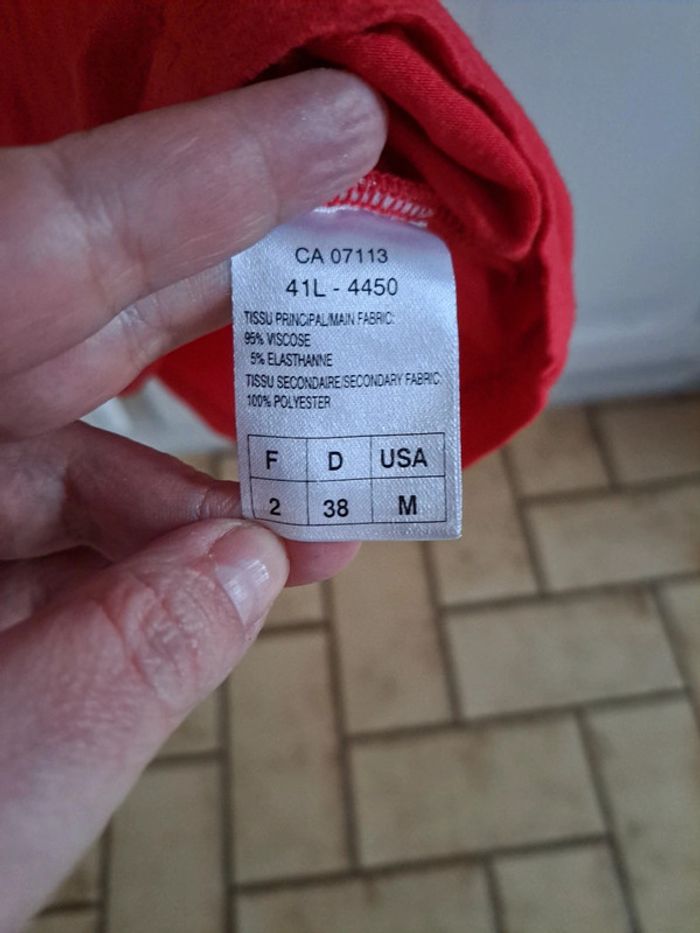 CA 07113
41L - 4450
TISSU PRINCIPAL/MAIN FABRIC:
95% VISCOSE
5% ELASTHANNE
TISSU SECONDAIRE/SECONDARY FABRIC:
100% POLYESTER
F D USA
2 38 M